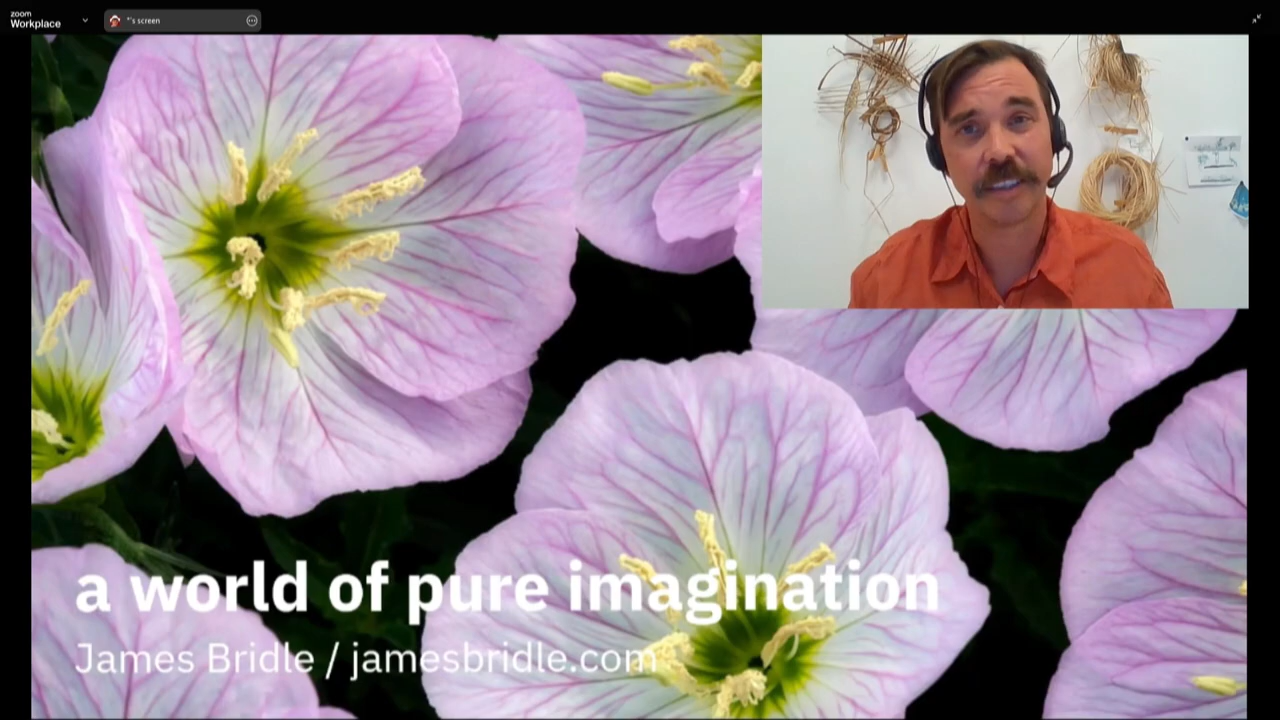 zoom
Workplace
*'s screen
a world of pure imagination
James Bridle / jamesbridle.com